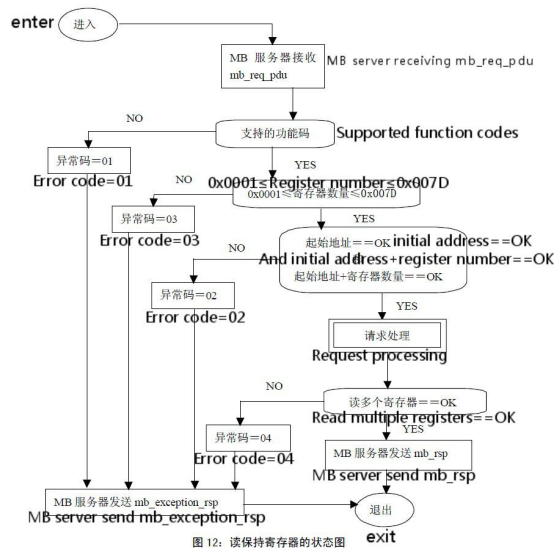 enter
进入
MB 服务器接收
mb_req_pdu
MB server receiving mb_req_pdu
NO
支持的功能码
Supported function codes
异常码=01
Error code=01
YES
NO
0x0001≤Register number≤0x007D
0x0001≤寄存器数量≤0x007D
异常码=03
Error code=03
YES
NO
起始地址==OK
initial address==OK
And initial address+register number==OK
起始地址+寄存器数量==OK
异常码=02
Error code=02
YES
请求处理
Request processing
NO
读多个寄存器==OK
Read multiple registers==OK
异常码=04
Error code=04
YES
MB 服务器发送 mb_rsp
MB server send mb_rsp
MB 服务器发送 mb_exception_rsp
MB server send mb_exception_rsp
退出
exit
图 12：读保持寄存器的状态图